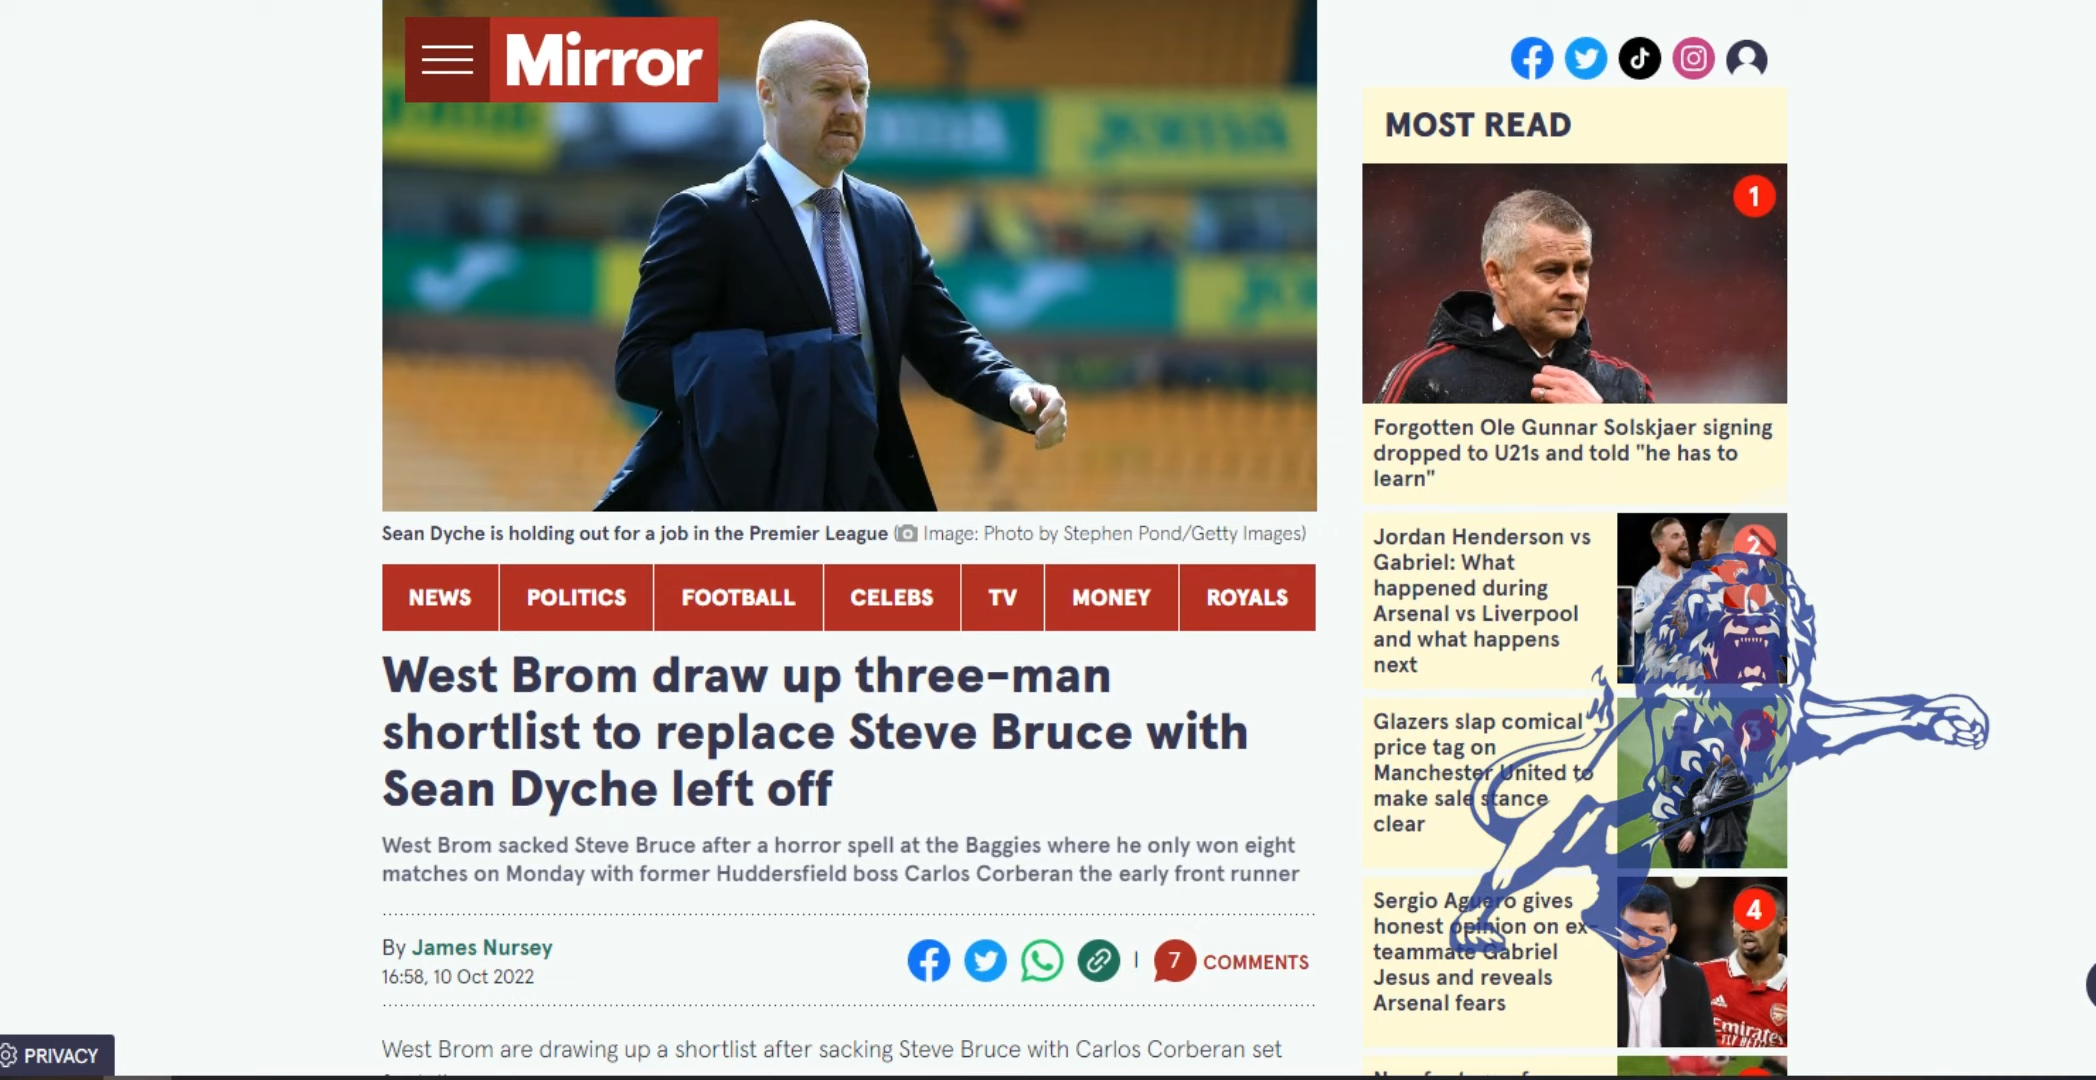 Mirror
Sean Dyche is holding out for a job in the Premier League (Image: Photo by Stephen Pond/Getty Images)
NEWS
POLITICS
FOOTBALL
CELEBS
TV
MONEY
ROYALS
West Brom draw up three-man
shortlist to replace Steve Bruce with
Sean Dyche left off
West Brom sacked Steve Bruce after a horror spell at the Baggies where he only won eight
matches on Monday with former Huddersfield boss Carlos Corberan the early front runner
By James Nursey
16:58, 10 Oct 2022
7 COMMENTS
West Brom are drawing up a shortlist after sacking Steve Bruce with Carlos Corberan set
PRIVACY
MOST READ
1
Forgotten Ole Gunnar Solskjaer signing
dropped to U21s and told "he has to
learn"
Jordan Henderson vs
Gabriel: What
happened during
Arsenal vs Liverpool
and what happens
next
2
Glazers slap comical
price tag on
Manchester United to
make sale stance
clear
3
Sergio Aguero gives
honest opinion on ex-
teammate Gabriel
Jesus and reveals
Arsenal fears
4